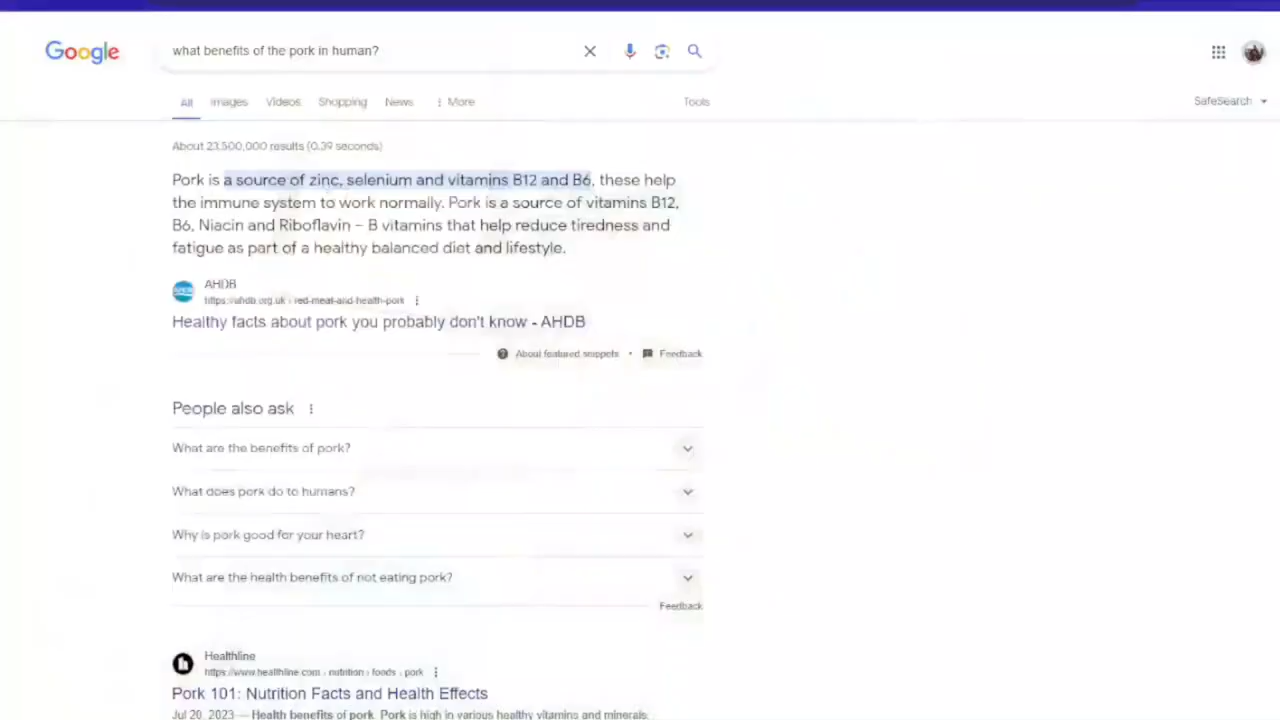 Google
what benefits of the pork in human?
All Images Videos Shopping News More Tools
SafeSearch
About 23,500,000 results (0.39 seconds)
Pork is a source of zinc, selenium and vitamins B12 and B6, these help
the immune system to work normally. Pork is a source of vitamins B12,
B6, Niacin and Riboflavin – B vitamins that help reduce tiredness and
fatigue as part of a healthy balanced diet and lifestyle.
AHDB
https://ahdb.org.uk › red-meat-and-health-pork
Healthy facts about pork you probably don't know - AHDB
About featured snippets • Feedback
People also ask
What are the benefits of pork?
What does pork do to humans?
Why is pork good for your heart?
What are the health benefits of not eating pork?
Feedback
Healthline
https://www.healthline.com › nutrition › foods › pork
Pork 101: Nutrition Facts and Health Effects
Jul 20, 2023 — Health benefits of pork. Pork is high in various healthy vitamins and minerals.